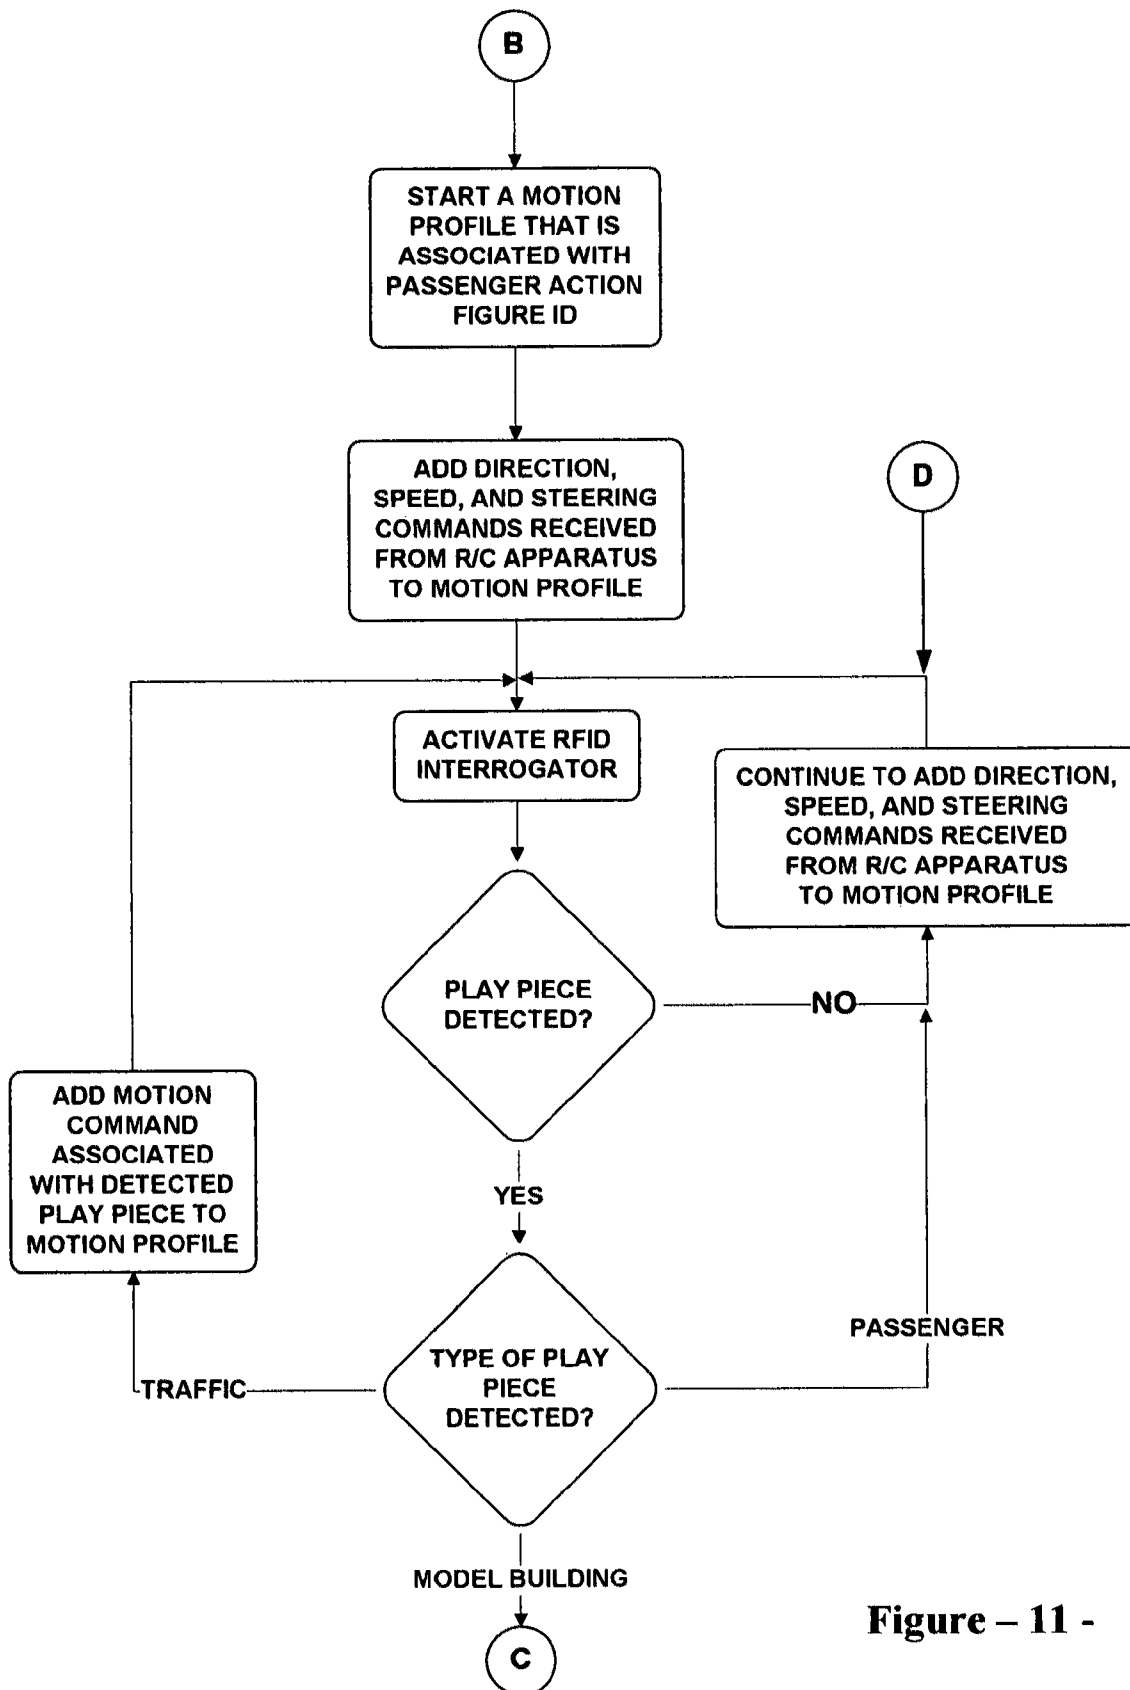 B
START A MOTION
PROFILE THAT IS
ASSOCIATED WITH
PASSENGER ACTION
FIGURE ID
ADD DIRECTION,
SPEED, AND STEERING
COMMANDS RECEIVED
FROM R/C APPARATUS
TO MOTION PROFILE
D
ACTIVATE RFID
INTERROGATOR
CONTINUE TO ADD DIRECTION,
SPEED, AND STEERING
COMMANDS RECEIVED
FROM R/C APPARATUS
TO MOTION PROFILE
PLAY PIECE
DETECTED?
NO
ADD MOTION
COMMAND
ASSOCIATED
WITH DETECTED
PLAY PIECE TO
MOTION PROFILE
YES
TYPE OF PLAY
PIECE
DETECTED?
PASSENGER
TRAFFIC
MODEL BUILDING
C
Figure – 11 -